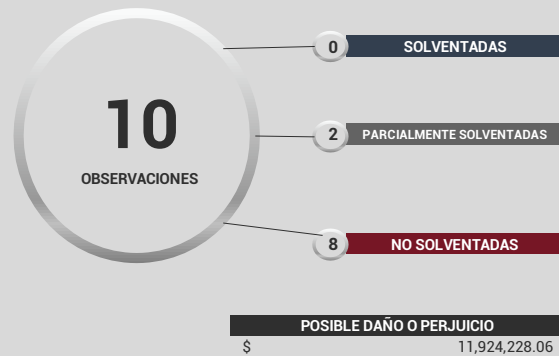 10
OBSERVACIONES
0 SOLVENTADAS
2 PARCIALMENTE SOLVENTADAS
8 NO SOLVENTADAS
POSIBLE DAÑO O PERJUICIO
$ 11,924,228.06